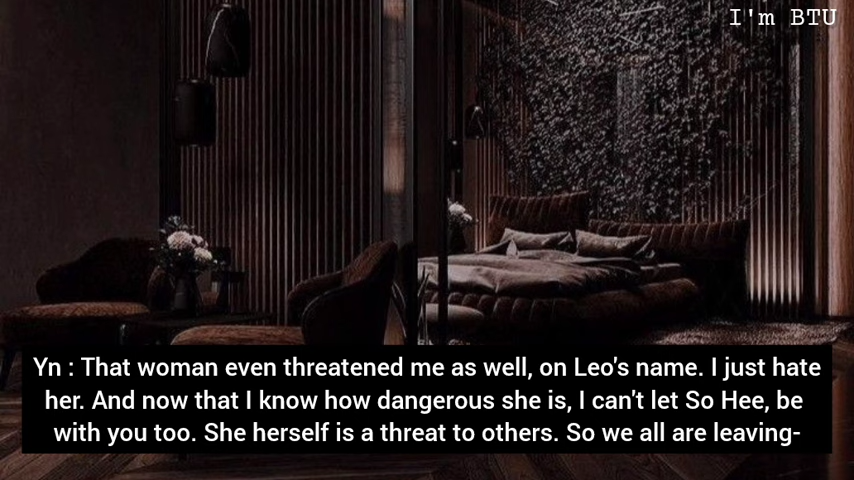 I'm BTU
Yn : That woman even threatened me as well, on Leo's name. I just hate
her. And now that I know how dangerous she is, I can't let So Hee, be
with you too. She herself is a threat to others. So we all are leaving-